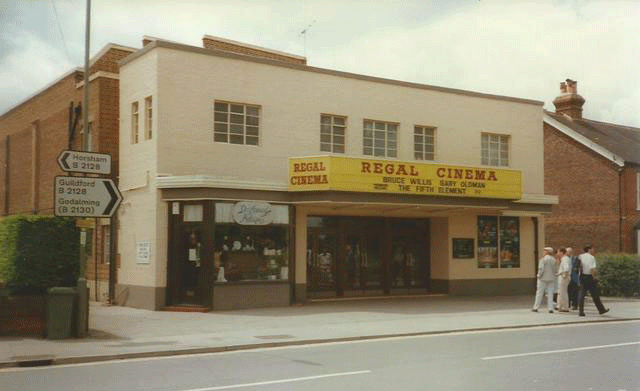 Horsham
B 2128
Guildford
B 2128
Godalming
(B 2130)
REGAL
CINEMA
REGAL CINEMA
BRUCE WILLIS GARY OLDMAN
THE FIFTH ELEMENT